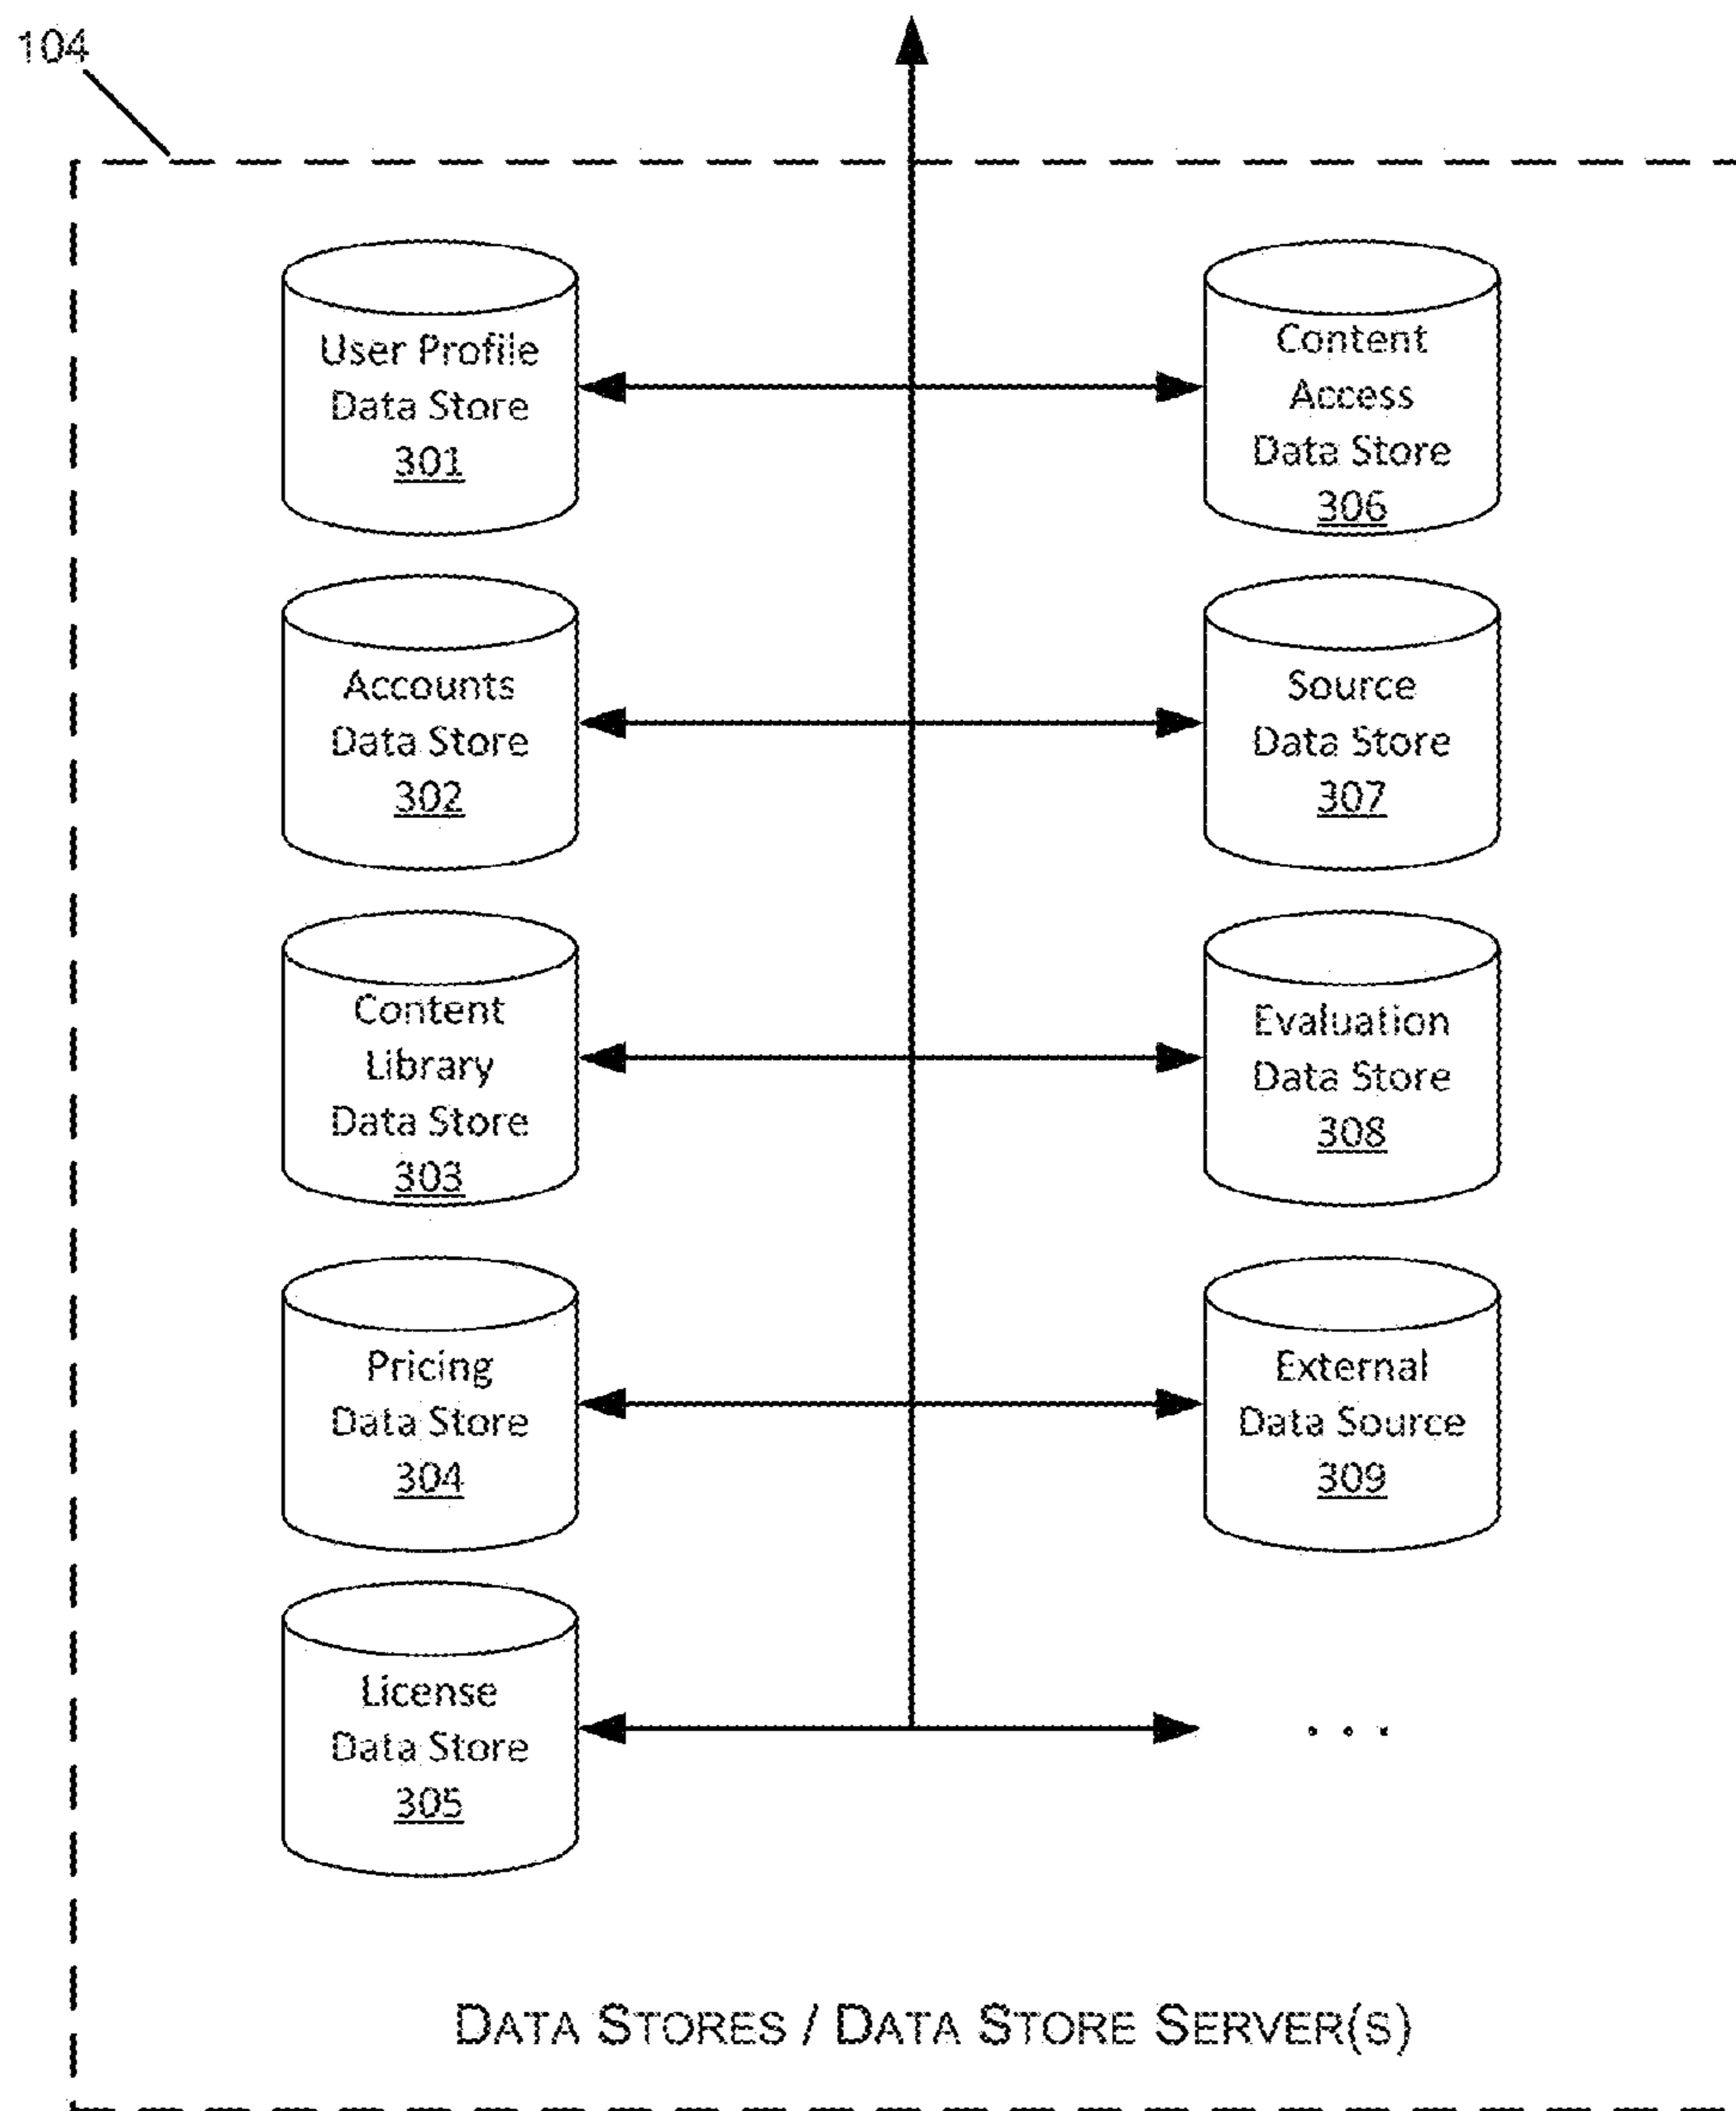 104
User Profile
Data Store
301
Content
Access
Data Store
306
Accounts
Data Store
302
Source
Data Store
307
Content
Library
Data Store
303
Evaluation
Data Store
308
Pricing
Data Store
304
External
Data Source
309
License
Data Store
305
. . .
DATA STORES / DATA STORE SERVER(S)